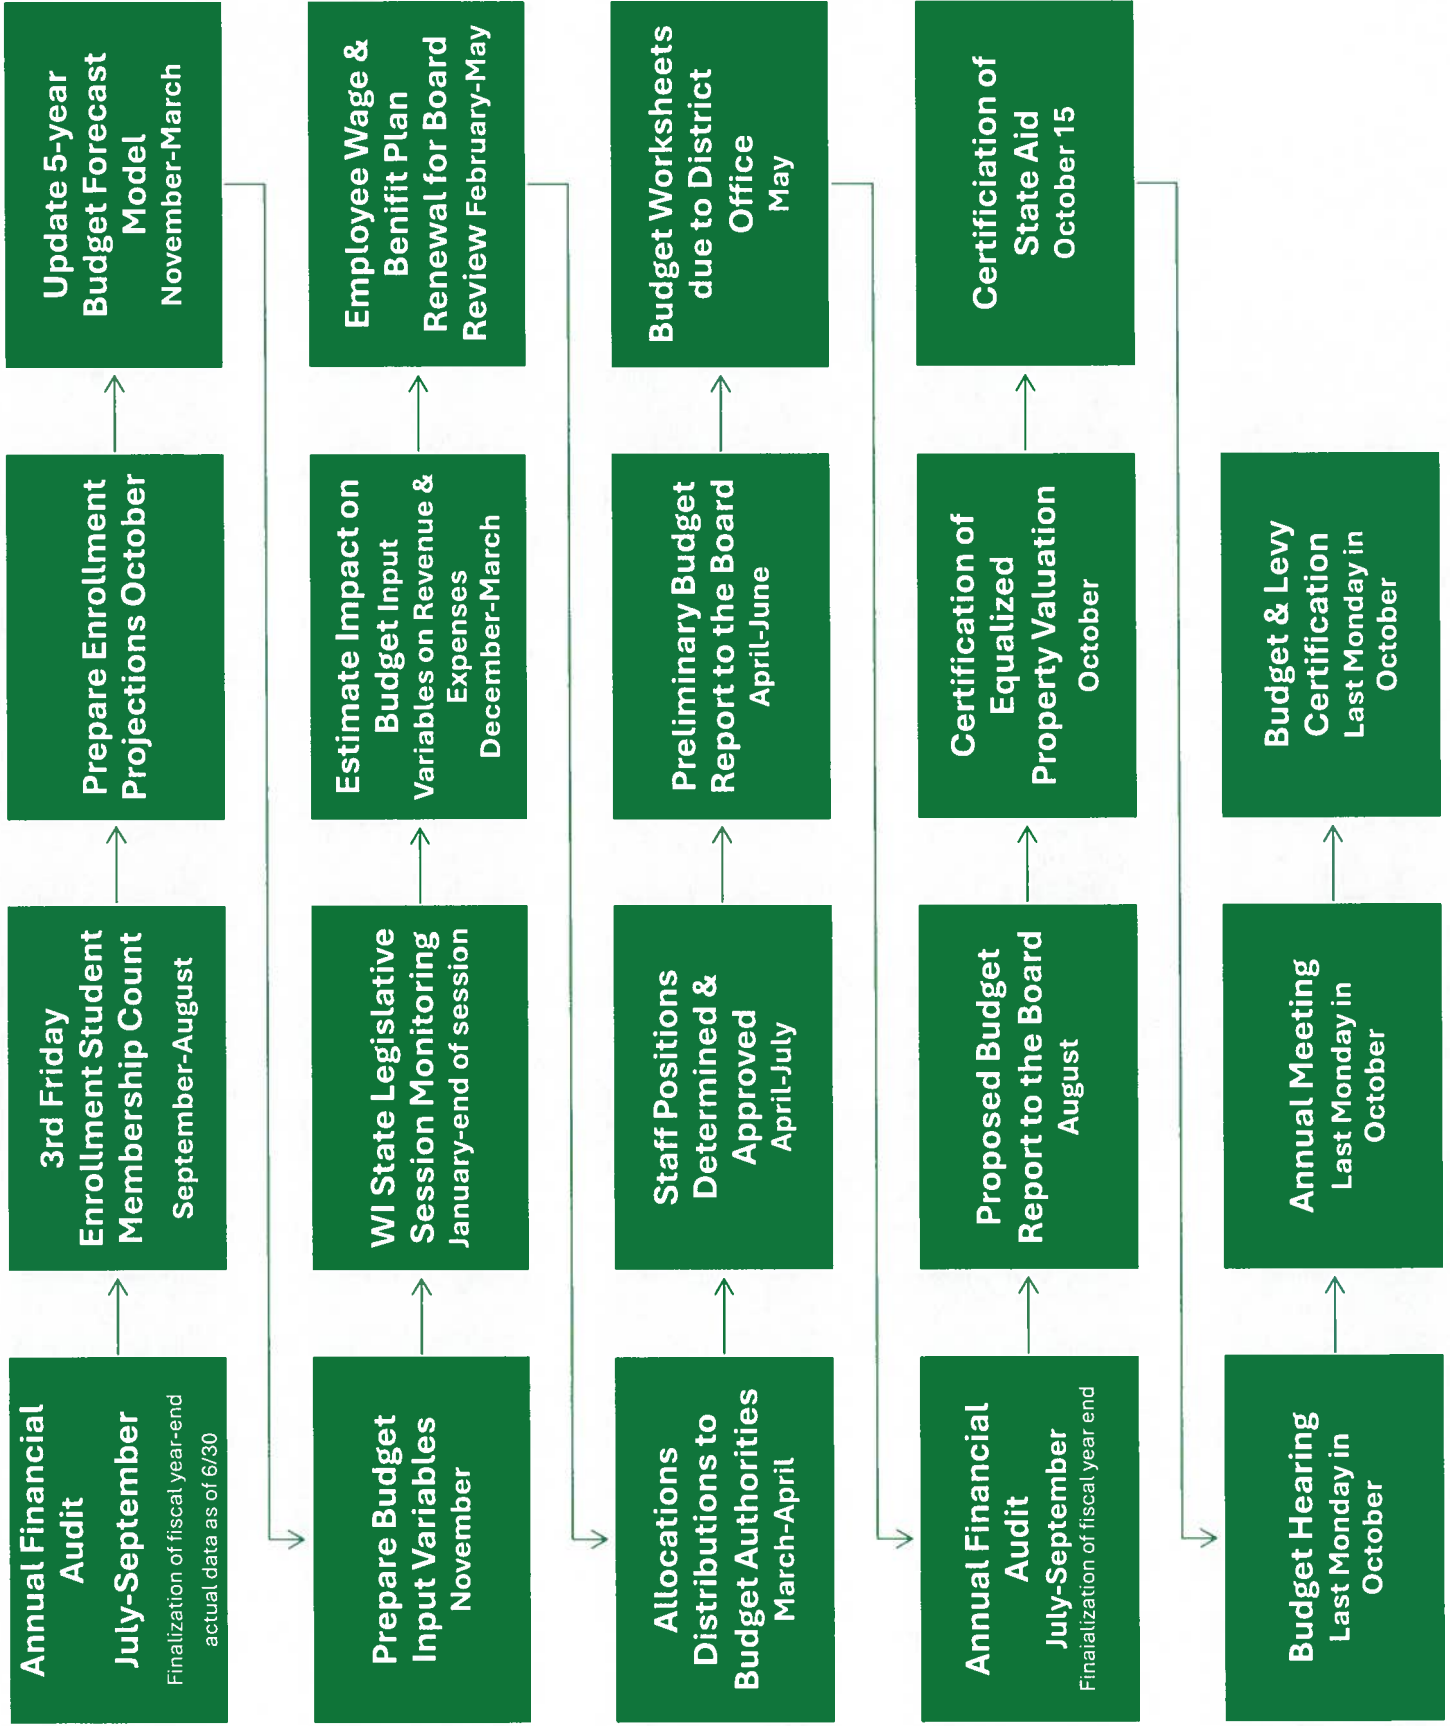 Annual Financial
Audit
July-September
Finalization of fiscal year-end
actual data as of 6/30
3rd Friday
Enrollment Student
Membership Count
September-August
Prepare Enrollment
Projections October
Update 5-year
Budget Forecast
Model
November-March
Prepare Budget
Input Variables
November
WI State Legislative
Session Monitoring
January-end of session
Estimate Impact on
Budget Input
Variables on Revenue &
Expenses
December-March
Employee Wage &
Benifit Plan
Renewal for Board
Review February-May
Allocations
Distributions to
Budget Authorities
March-April
Staff Positions
Determined &
Approved
April-July
Preliminary Budget
Report to the Board
April-June
Budget Worksheets
due to District
Office
May
Annual Financial
Audit
July-September
Finaialization of fiscal year end
Proposed Budget
Report to the Board
August
Certification of
Equalized
Property Valuation
October
Certificiation of
State Aid
October 15
Budget Hearing
Last Monday in
October
Annual Meeting
Last Monday in
October
Budget & Levy
Certification
Last Monday in
October